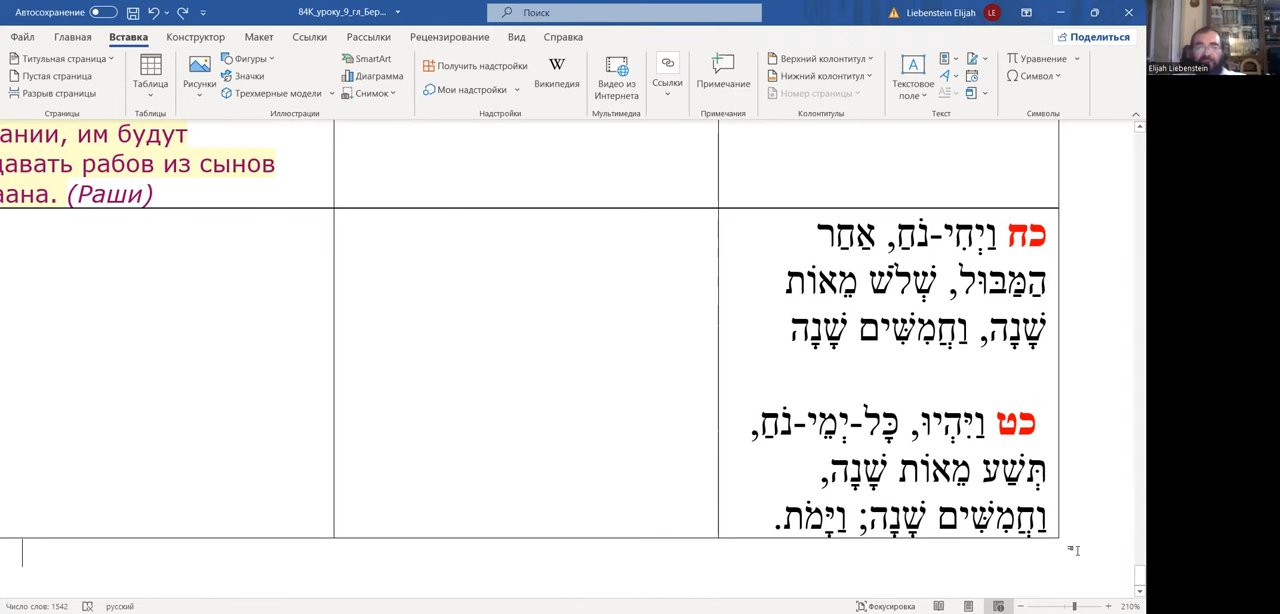 Автосохранение
84K_уроку_9_гл_Бер...
Поиск
Liebenstein Elijah
LE
Файл Главная Вставка Конструктор Макет Ссылки Рассылки Рецензирование Вид Справка
Поделиться
Титульная страница
Пустая страница
Разрыв страницы
Страницы
Таблица
Таблицы
Рисунки
Фигуры
Значки
Трехмерные модели
SmartArt
Диаграмма
Снимок
Иллюстрации
Получить надстройки
Мои надстройки
Википедия
Надстройки
Видео из Интернета
Мультимедиа
Ссылки
Примечание
Примечания
Верхний колонтитул
Нижний колонтитул
Номер страницы
Колонтитулы
Текстовое поле
Текст
Уравнение
Символ
Символы
Elijah Liebenstein
ании, им будут
давать рабов из сынов
аана. (Раши)
כח וַיְחִי-נֹחַ, אַחַר
הַמַּבּוּל, שְׁלֹשׁ מֵאוֹת
שָׁנָה, וַחֲמִשִּׁים שָׁנָה
כט וַיִּהְיוּ, כָּל-יְמֵי-נֹחַ,
תְּשַׁע מֵאוֹת שָׁנָה,
וַחֲמִשִּׁים שָׁנָה; וַיָּמֹת.
Число слов: 1542
русский
Фокусировка
210%